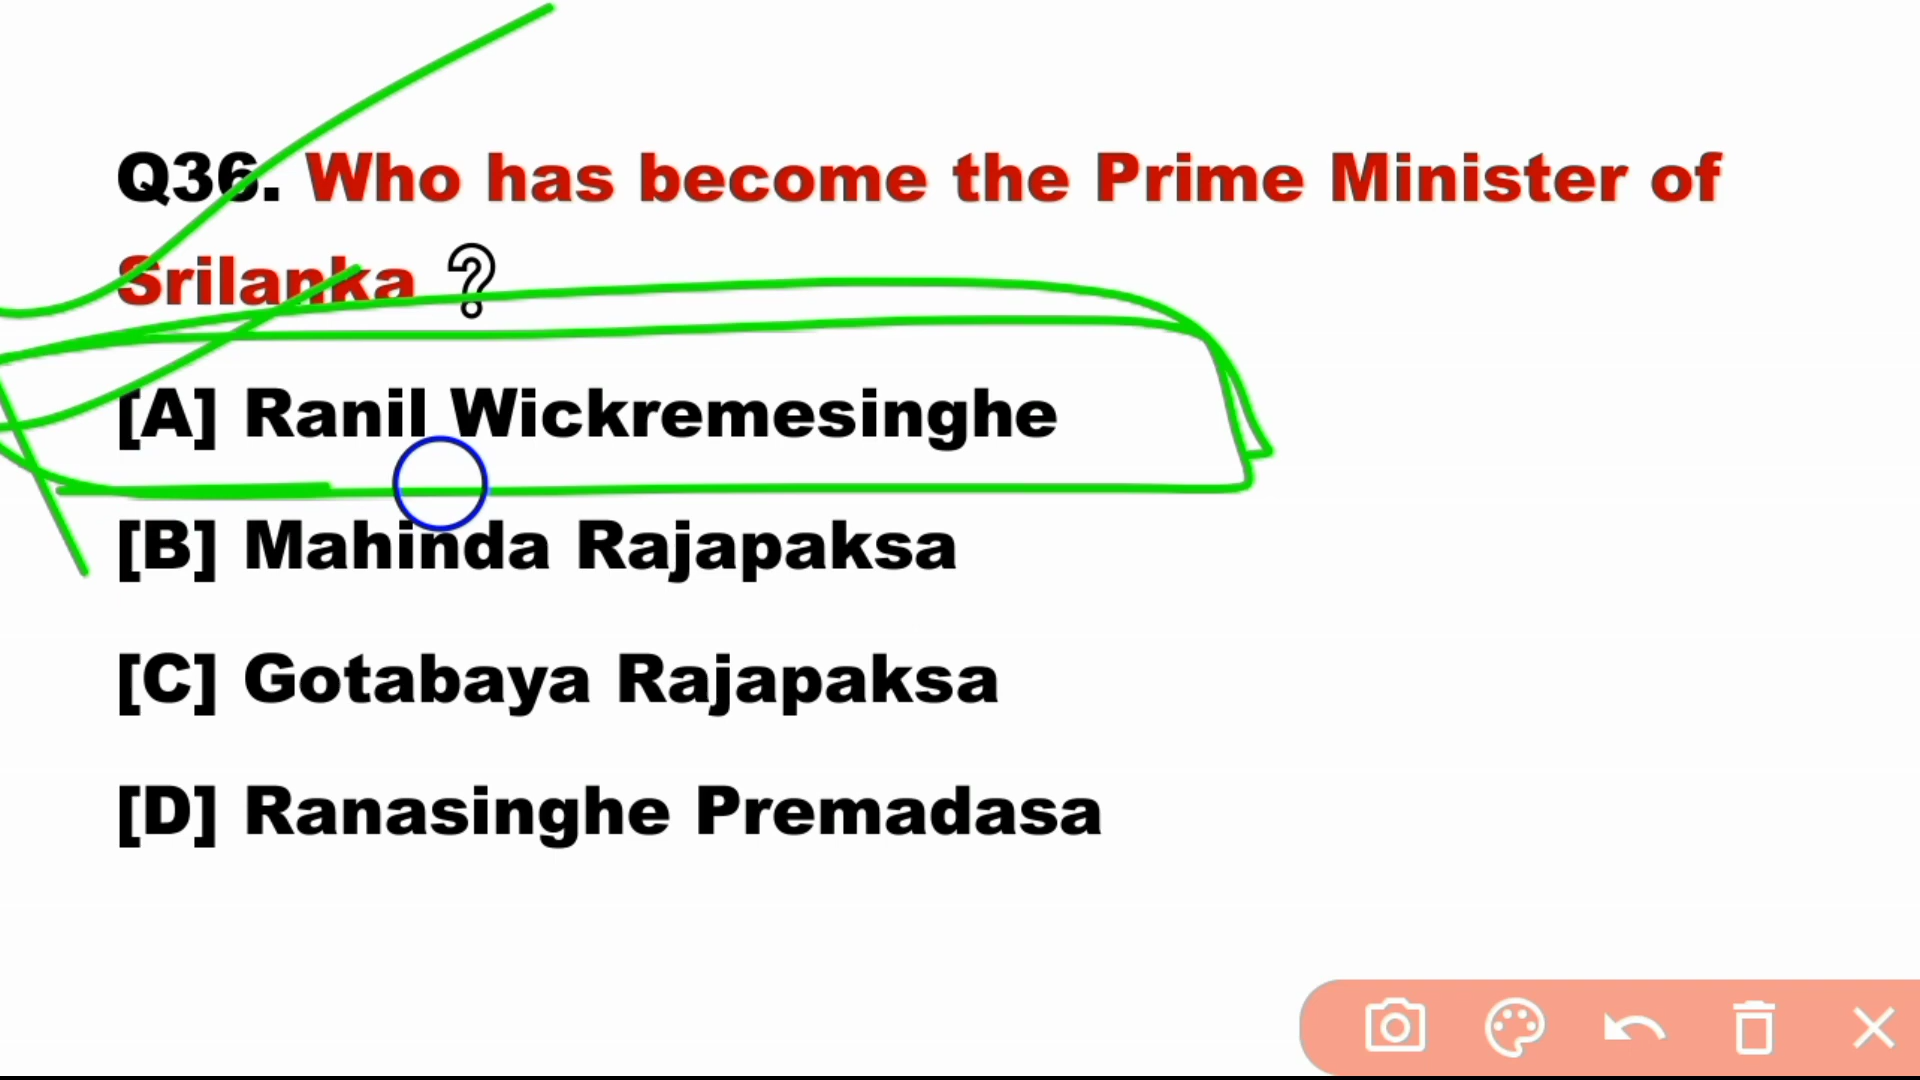 Q36. Who has become the Prime Minister of
Srilanka ?
[A] Ranil Wickremesinghe
[B] Mahinda Rajapaksa
[C] Gotabaya Rajapaksa
[D] Ranasinghe Premadasa